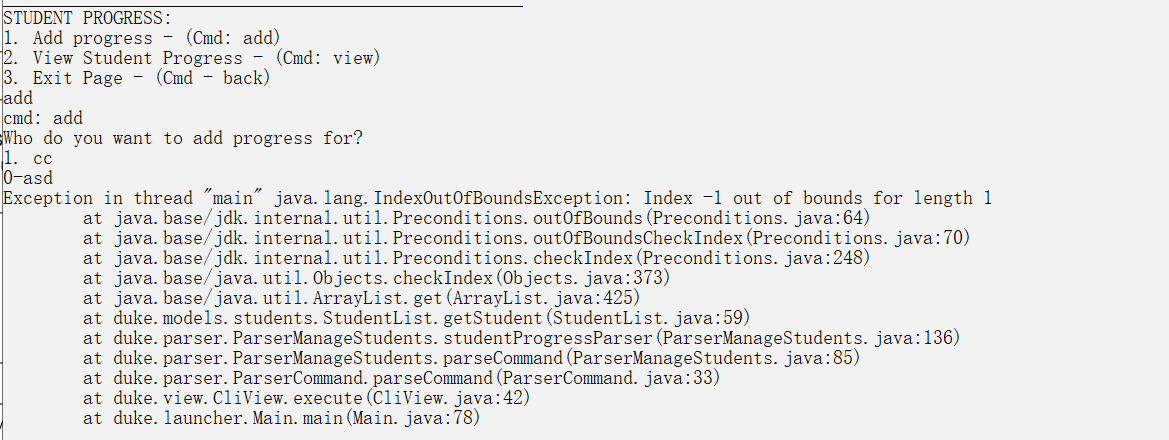 STUDENT PROGRESS:
1. Add progress - (Cmd: add)
2. View Student Progress - (Cmd: view)
3. Exit Page - (Cmd - back)
add
cmd: add
Who do you want to add progress for?
1. cc
0-asd
Exception in thread "main" java.lang.IndexOutOfBoundsException: Index -1 out of bounds for length 1
at java.base/jdk.internal.util.Preconditions.outOfBounds(Preconditions.java:64)
at java.base/jdk.internal.util.Preconditions.outOfBoundsCheckIndex(Preconditions.java:70)
at java.base/jdk.internal.util.Preconditions.checkIndex(Preconditions.java:248)
at java.base/java.util.Objects.checkIndex(Objects.java:373)
at java.base/java.util.ArrayList.get(ArrayList.java:425)
at duke.models.students.StudentList.getStudent(StudentList.java:59)
at duke.parser.ParserManageStudents.studentProgressParser(ParserManageStudents.java:136)
at duke.parser.ParserManageStudents.parseCommand(ParserManageStudents.java:85)
at duke.parser.ParserCommand.parseCommand(ParserCommand.java:33)
at duke.view.CliView.execute(CliView.java:42)
at duke.launcher.Main.main(Main.java:78)